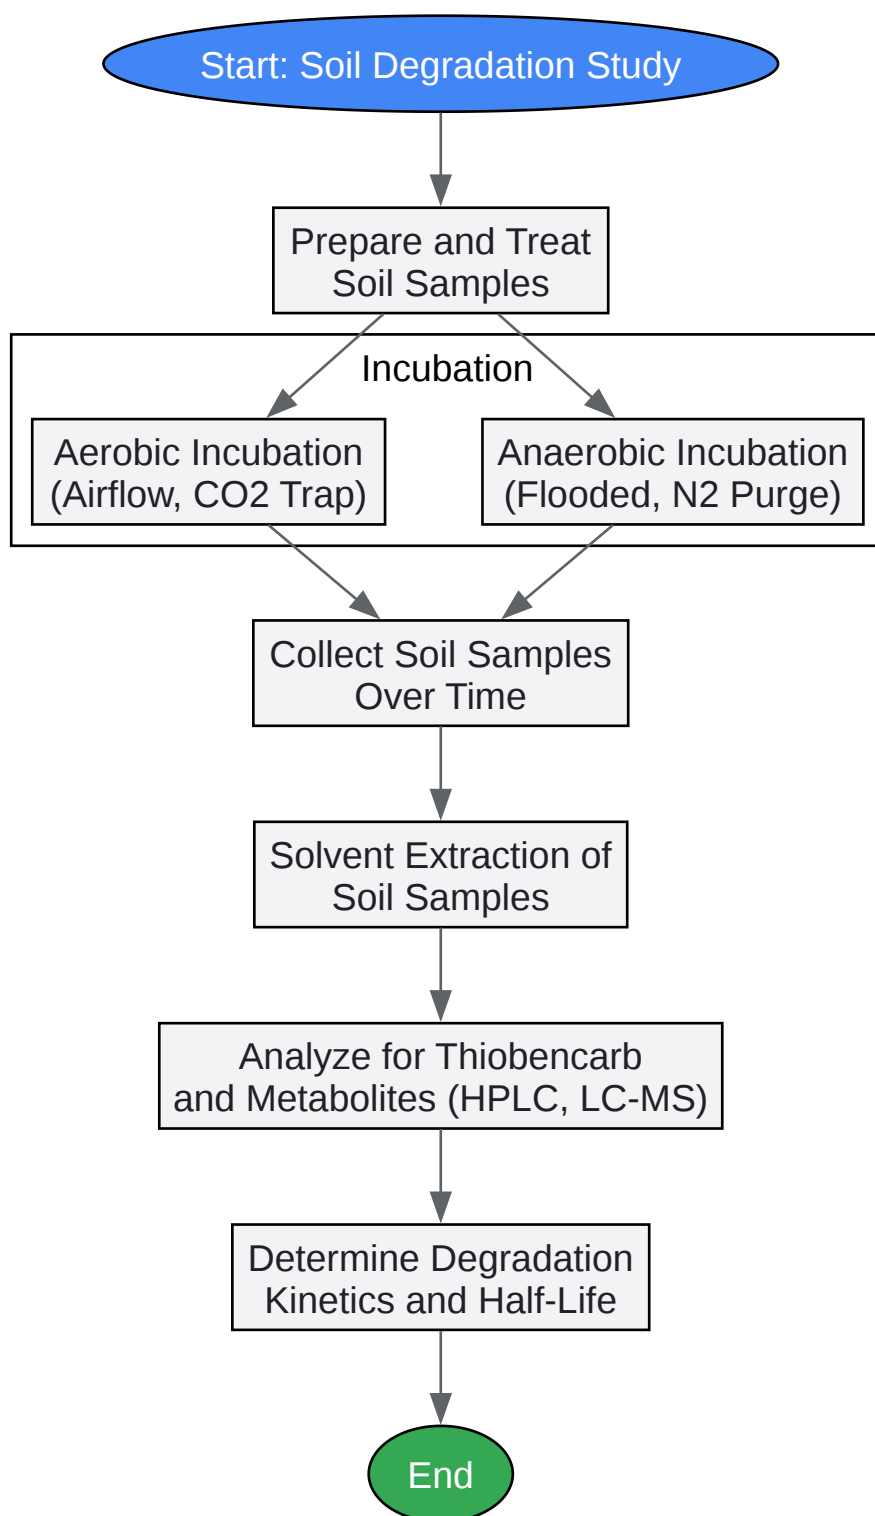 Start: Soil Degradation Study
Prepare and Treat
Soil Samples
Incubation
Aerobic Incubation
(Airflow, CO2 Trap)
Anaerobic Incubation
(Flooded, N2 Purge)
Collect Soil Samples
Over Time
Solvent Extraction of
Soil Samples
Analyze for Thiobencarb
and Metabolites (HPLC, LC-MS)
Determine Degradation
Kinetics and Half-Life
End